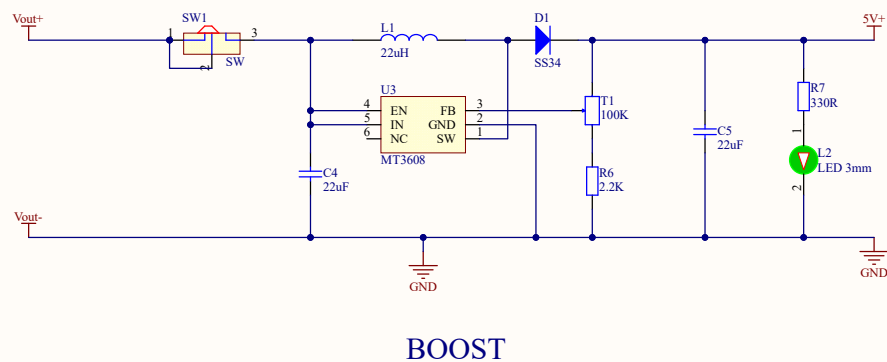 Vout+
SW1
1
2
3
SW
L1
22uH
D1
SS34
5V+
U3
4
EN
FB
3
5
IN
GND
2
6
NC
SW
1
MT3608
T1
100K
R6
2.2K
C4
22uF
C5
22uF
R7
330R
1
L2
LED 3mm
2
Vout-
GND
GND
BOOST